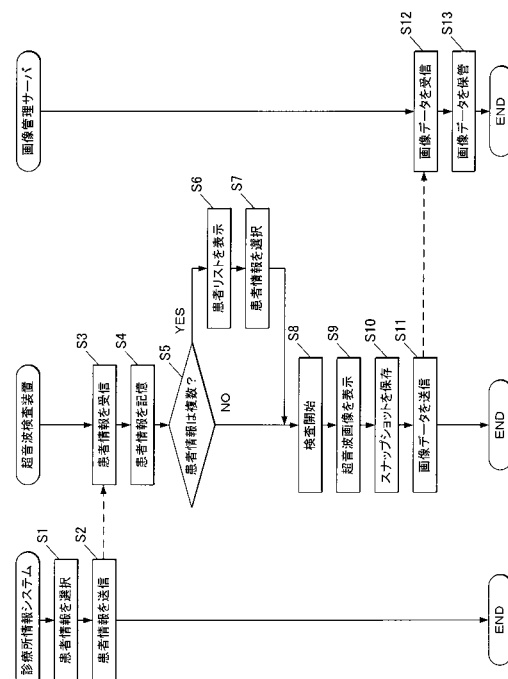 診療所情報システム
S1
患者情報を選択
S2
患者情報を送信
END
超音波検査装置
S3
患者情報を受信
S4
患者情報を記憶
S5
患者情報は複数?
YES
NO
S6
患者リストを表示
S7
患者情報を選択
S8
検査開始
S9
超音波画像を表示
S10
スナップショットを保存
S11
画像データを送信
END
画像管理サーバ
S12
画像データを受信
S13
画像データを保管
END